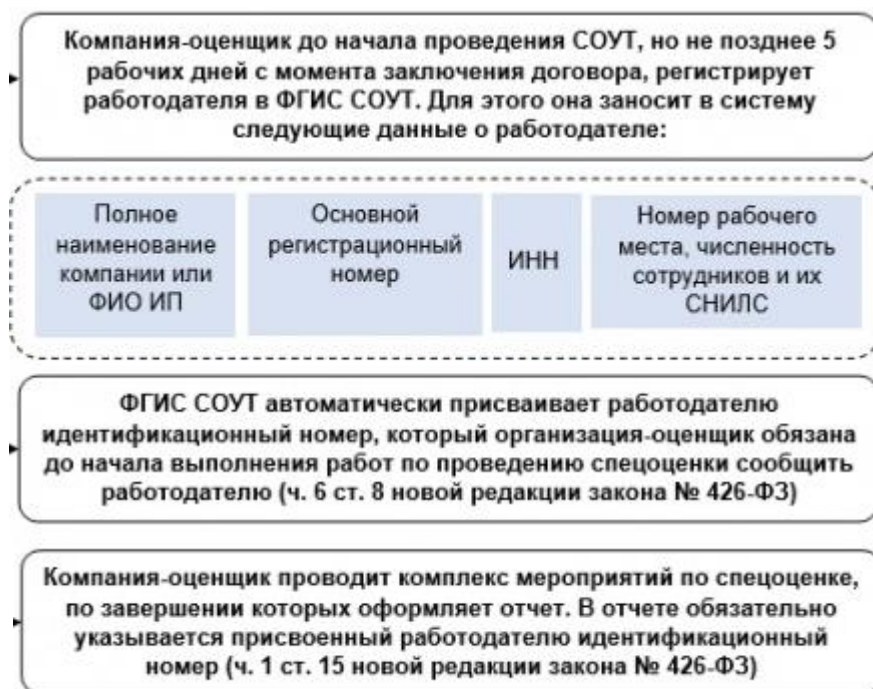 Компания-оценщик до начала проведения СОУТ, но не позднее 5
рабочих дней с момента заключения договора, регистрирует
работодателя в ФГИС СОУТ. Для этого она заносит в систему
следующие данные о работодателе:
Полное
наименование
компании или
ФИО ИП
Основной
регистрационный
номер
ИНН
Номер рабочего
места, численность
сотрудников и их
СНИЛС
ФГИС СОУТ автоматически присваивает работодателю
идентификационный номер, который организация-оценщик обязана
до начала выполнения работ по проведению спецоценки сообщить
работодателю (ч. 6 ст. 8 новой редакции закона № 426-ФЗ)
Компания-оценщик проводит комплекс мероприятий по спецоценке,
по завершении которых оформляет отчет. В отчете обязательно
указывается присвоенный работодателю идентификационный
номер (ч. 1 ст. 15 новой редакции закона № 426-ФЗ)